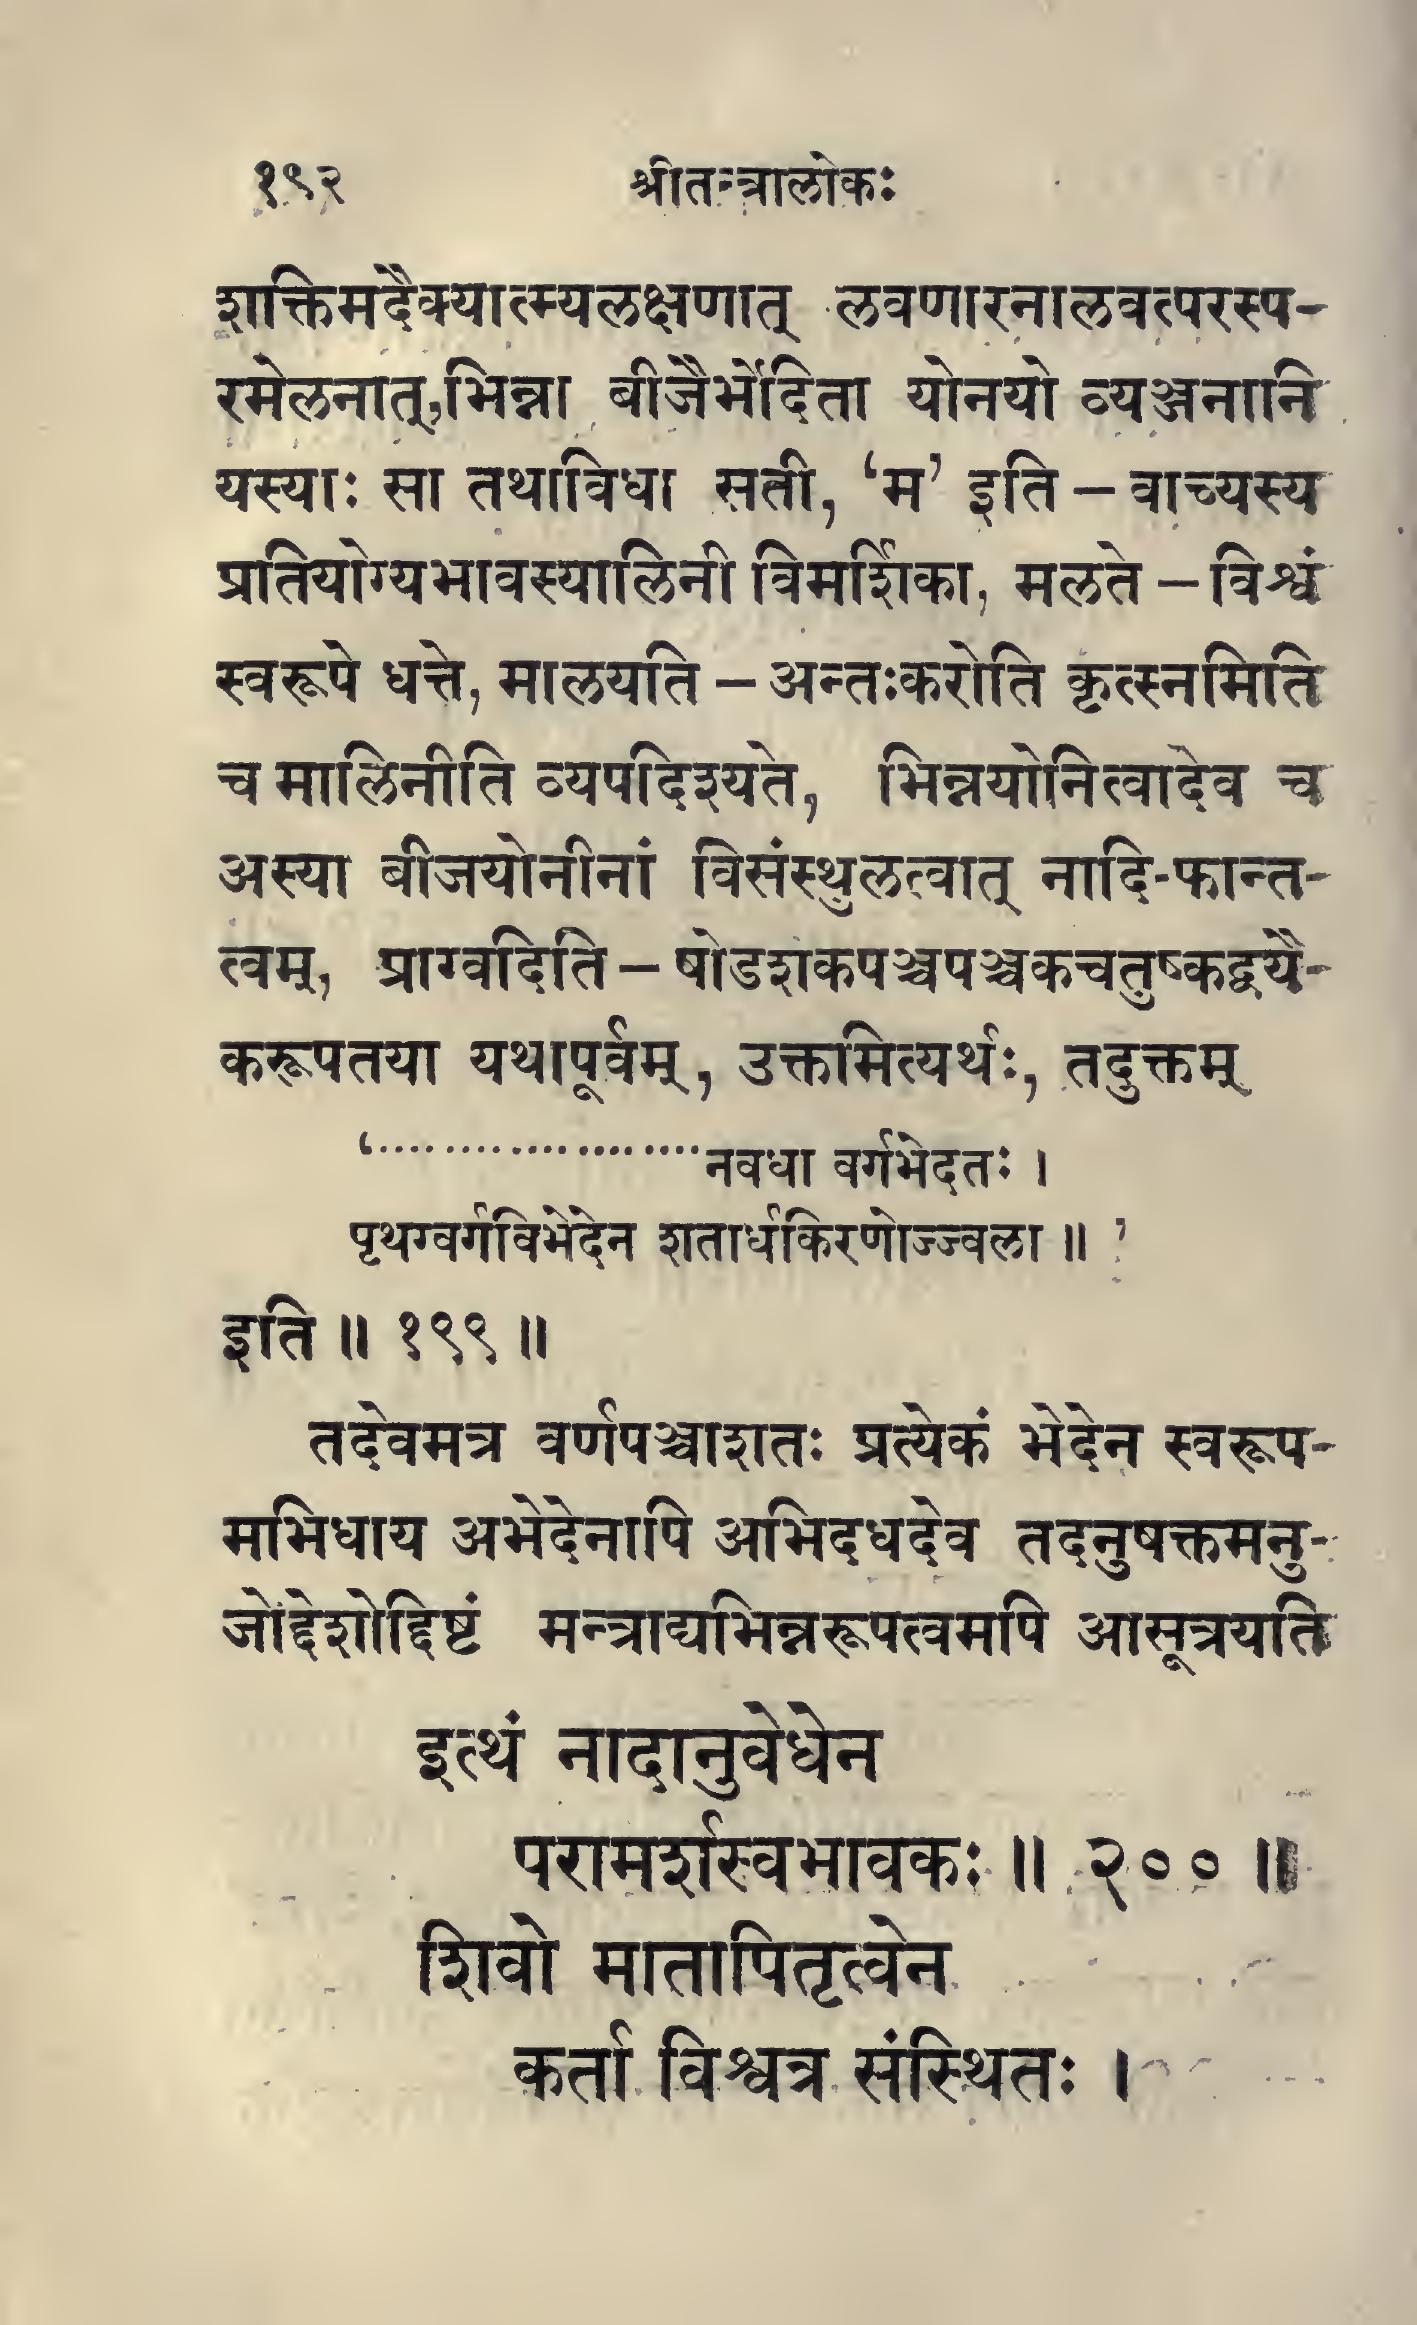 १९२ श्रीतन्त्रालोकः
शक्तिमदैक्यात्म्यलक्षणात् लवणारनालवत्परस्प-
रमेलनात्,भिन्ना बीजैर्भेदिता योनयो व्यञ्जनानि
यस्याः सा तथाविधा सती, ‘म’ इति – वाच्यस्य
प्रतियोग्यभावस्यालिनी विमर्शिका, मलते – विश्वं
स्वरूपे धत्ते, मालयति – अन्तःकरोति कृत्स्नमिति
च मालिनीति व्यपदिश्यते, भिन्नयोनित्वादेव च
अस्या बीजयोनीनां विसंस्थुलत्वात् नादि-फान्त-
त्वम्, प्राग्वदिति – षोडशकपञ्चपञ्चकचतुष्कद्वयै-
करूपतया यथापूर्वम्, उक्तमित्यर्थः, तदुक्तम्
‘.......................नवधा वर्गभेदतः ।
पृथग्वर्गविभेदेन शतार्धकिरणोज्ज्वला ॥ ’
इति ॥ १९९ ॥
तदेवमत्र वर्णपञ्चाशतः प्रत्येकं भेदेन स्वरूप-
मभिधाय अभेदेनापि अभिदधदेव तदनुषक्तमनु-
जोद्देशोद्दिष्टं मन्त्राद्यभिन्नरूपत्वमपि आसूत्रयति
इत्थं नादानुवेधेन
परामर्शस्वभावकः ॥ २०० ॥
शिवो मातापितृत्वेन
कर्ता विश्वत्र संस्थितः ।